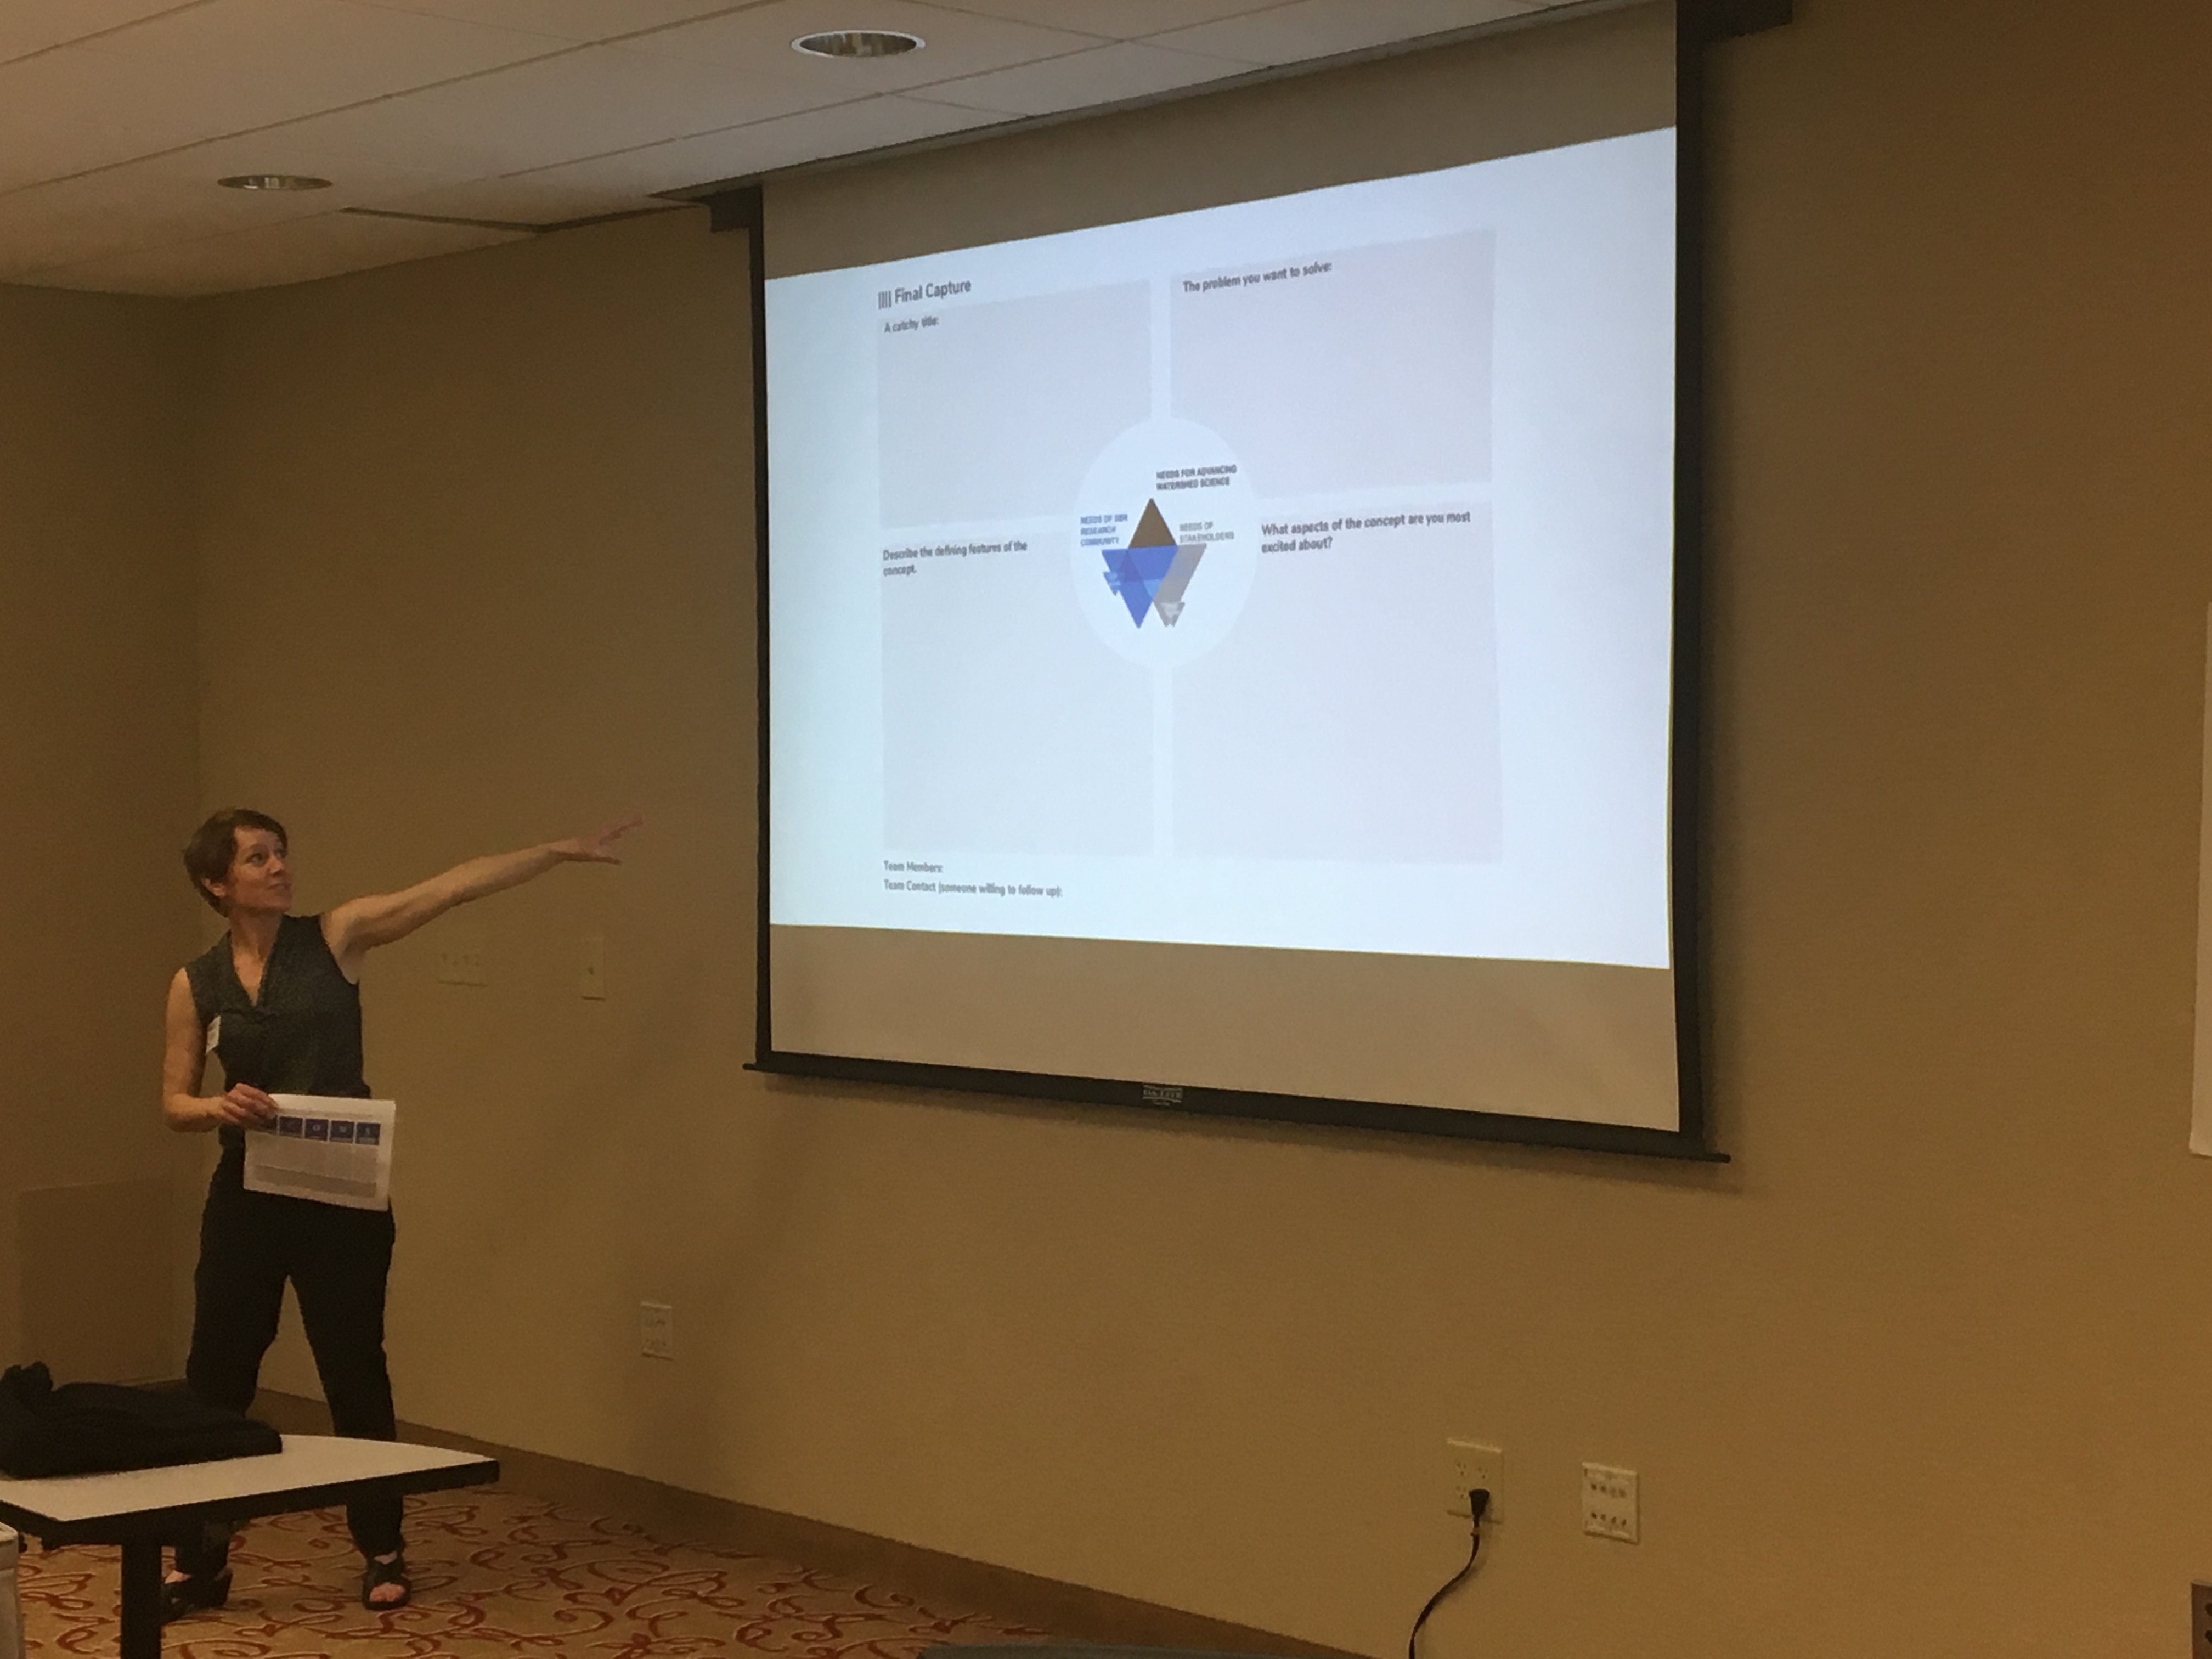 |||| Final Capture
A catchy title:
The problem you want to solve:
NEEDS FOR ADVANCING
WATERSHED SCIENCE
NEEDS OF SBR
RESEARCH
COMMUNITY
NEEDS OF
STAKEHOLDERS
Describe the defining features of the
concept.
What aspects of the concept are you most
excited about?
Team Members:
Team Contact (someone willing to follow up):
DA-LITE
C O N S